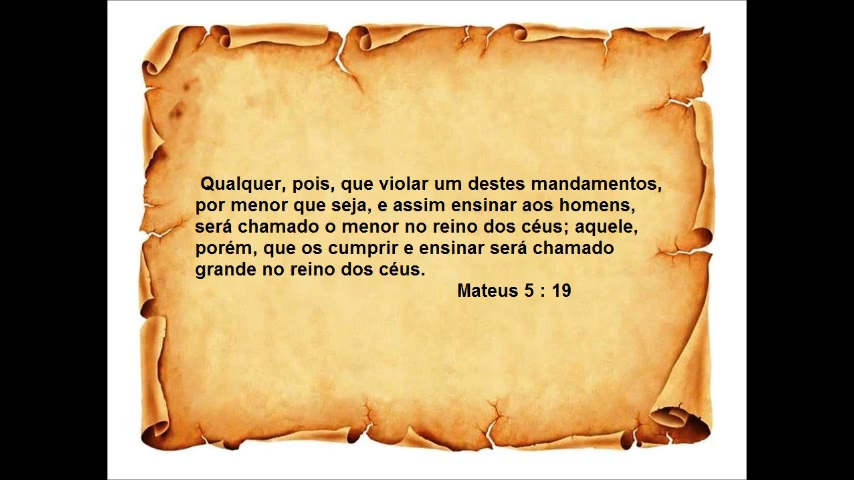 Qualquer, pois, que violar um destes mandamentos,
por menor que seja, e assim ensinar aos homens,
será chamado o menor no reino dos céus; aquele,
porém, que os cumprir e ensinar será chamado
grande no reino dos céus.
Mateus 5 : 19